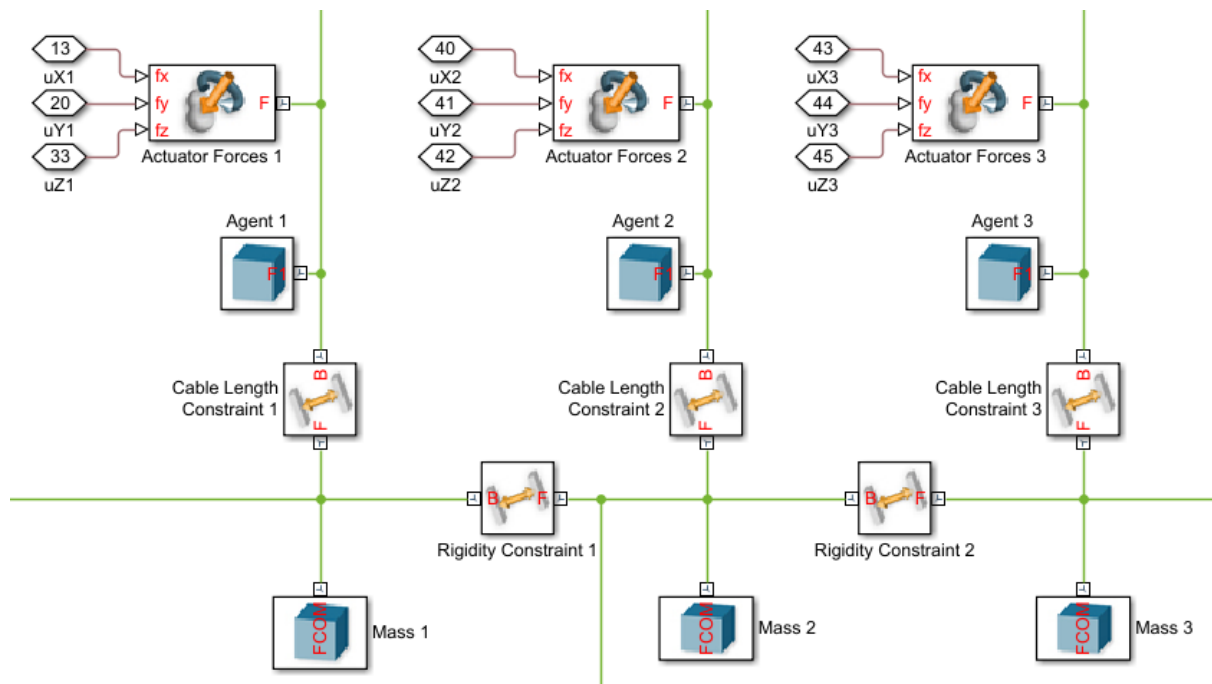 13
uX1
20
uY1
33
uZ1
fx
fy
fz
F
Actuator Forces 1
40
uX2
41
uY2
42
uZ2
fx
fy
fz
F
Actuator Forces 2
43
uX3
44
uY3
45
uZ3
fx
fy
fz
F
Actuator Forces 3
Agent 1
F1
Agent 2
F1
Agent 3
F1
Cable Length
Constraint 1
B
F
Cable Length
Constraint 2
B
F
Cable Length
Constraint 3
B
F
B
F
Rigidity Constraint 1
B
F
Rigidity Constraint 2
FCOM
Mass 1
FCOM
Mass 2
FCOM
Mass 3